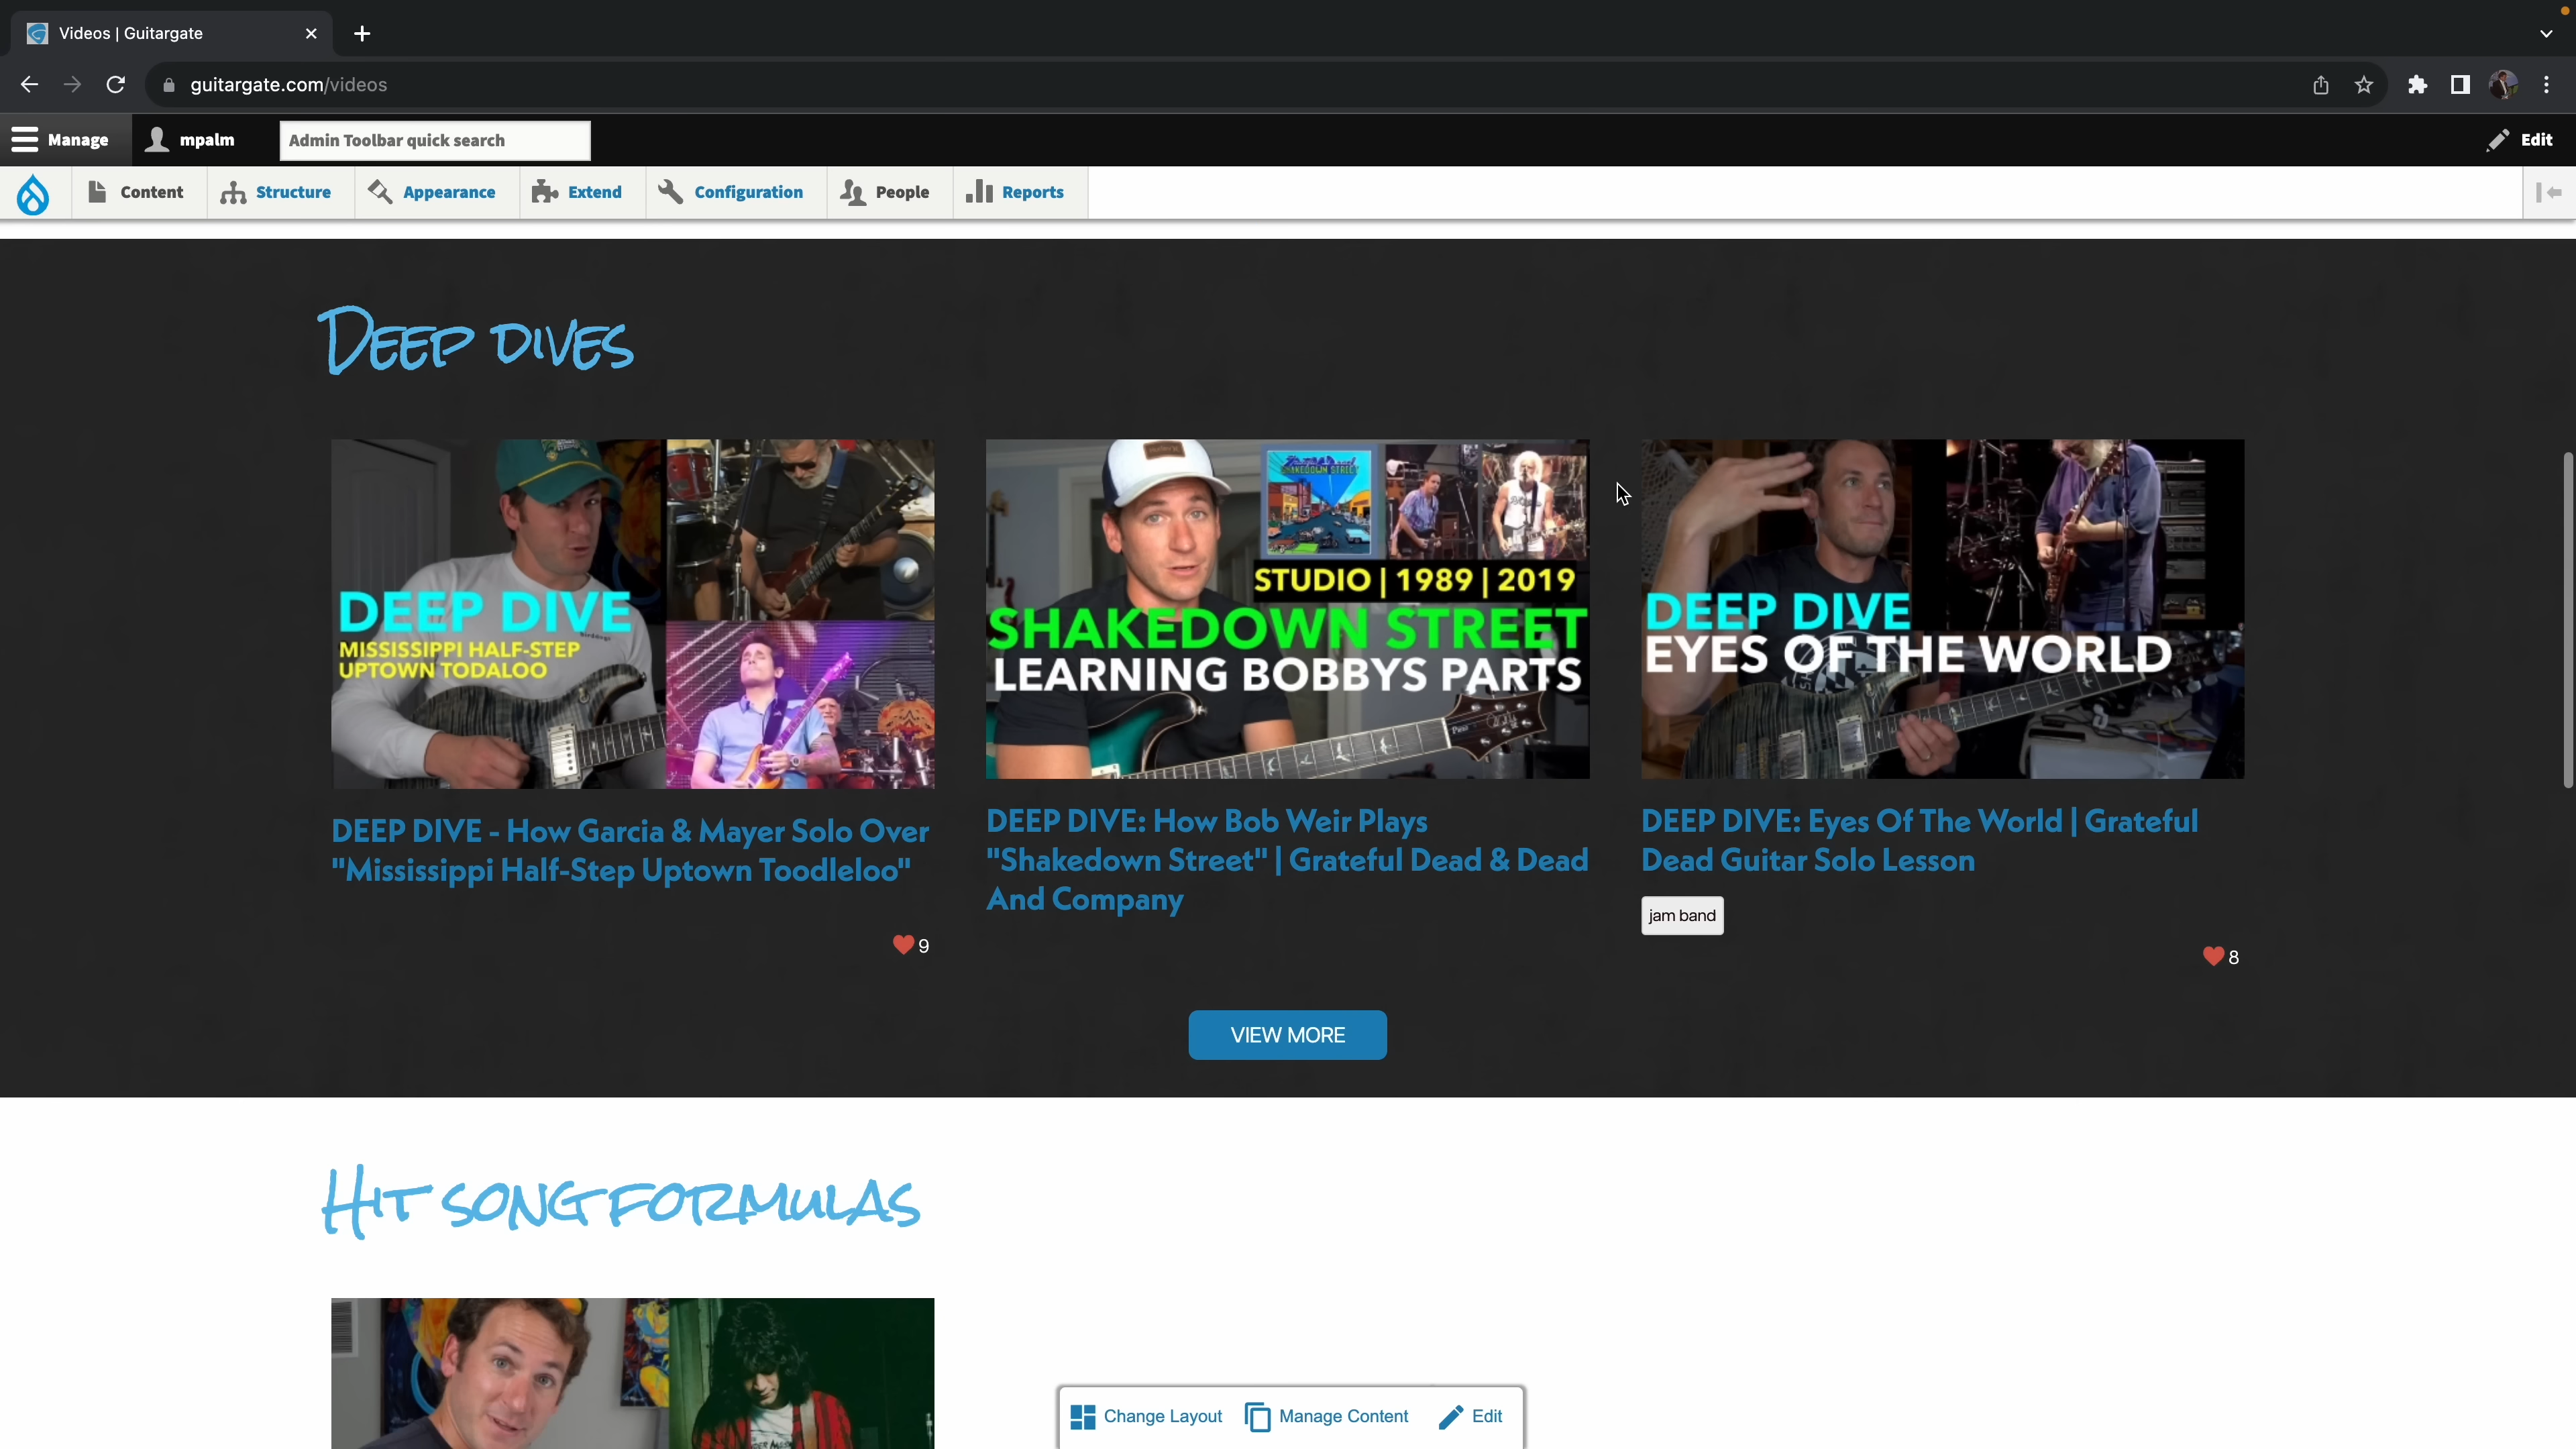 Videos | Guitargate
guitargate.com/videos
Manage
mpalm
Admin Toolbar quick search
Edit
Content
Structure
Appearance
Extend
Configuration
People
Reports
Deep dives
DEEP DIVE
MISSISSIPPI HALF-STEP
UPTOWN TODALOO
SHAKEDOWN STREET
STUDIO | 1989 | 2019
SHAKEDOWN STREET
LEARNING BOBBYS PARTS
DEEP DIVE
EYES OF THE WORLD
DEEP DIVE - How Garcia & Mayer Solo Over
"Mississippi Half-Step Uptown Toodleloo"
9
DEEP DIVE: How Bob Weir Plays
"Shakedown Street" | Grateful Dead & Dead
And Company
DEEP DIVE: Eyes Of The World | Grateful
Dead Guitar Solo Lesson
jam band
8
VIEW MORE
Hit song formulas
Change Layout
Manage Content
Edit